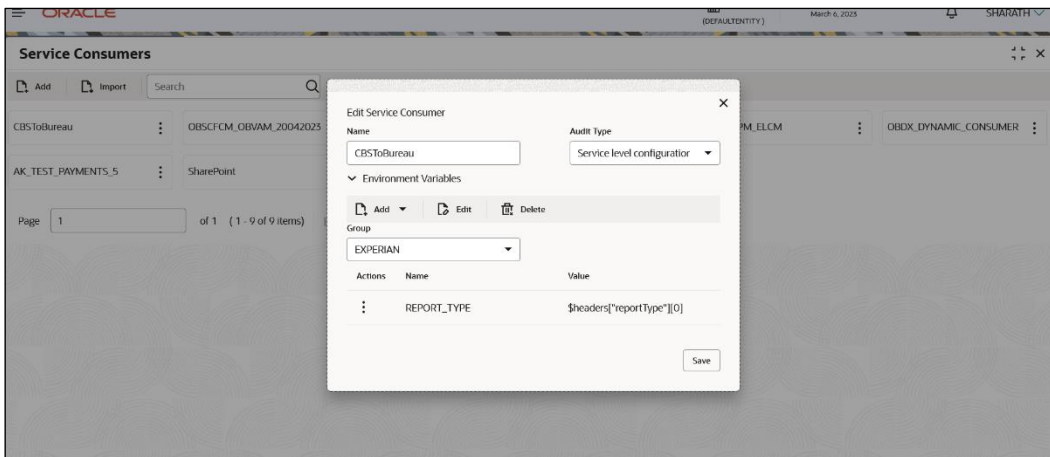 ORACLE
(DEFAULTENTITY)
March 6, 2023
SHARATH
Service Consumers
Add
Import
Search
CBSToBureau
OBSCFCM_OBVAM_20042023
PM_ELCM
OBDX_DYNAMIC_CONSUMER
AK_TEST_PAYMENTS_5
SharePoint
Page 1 of 1 (1 - 9 of 9 items)
Edit Service Consumer
Name
Audit Type
CBSToBureau
Service level configuration
Environment Variables
Add
Edit
Delete
Group
EXPERIAN
Actions Name Value
REPORT_TYPE $headers["reportType"][0]
Save